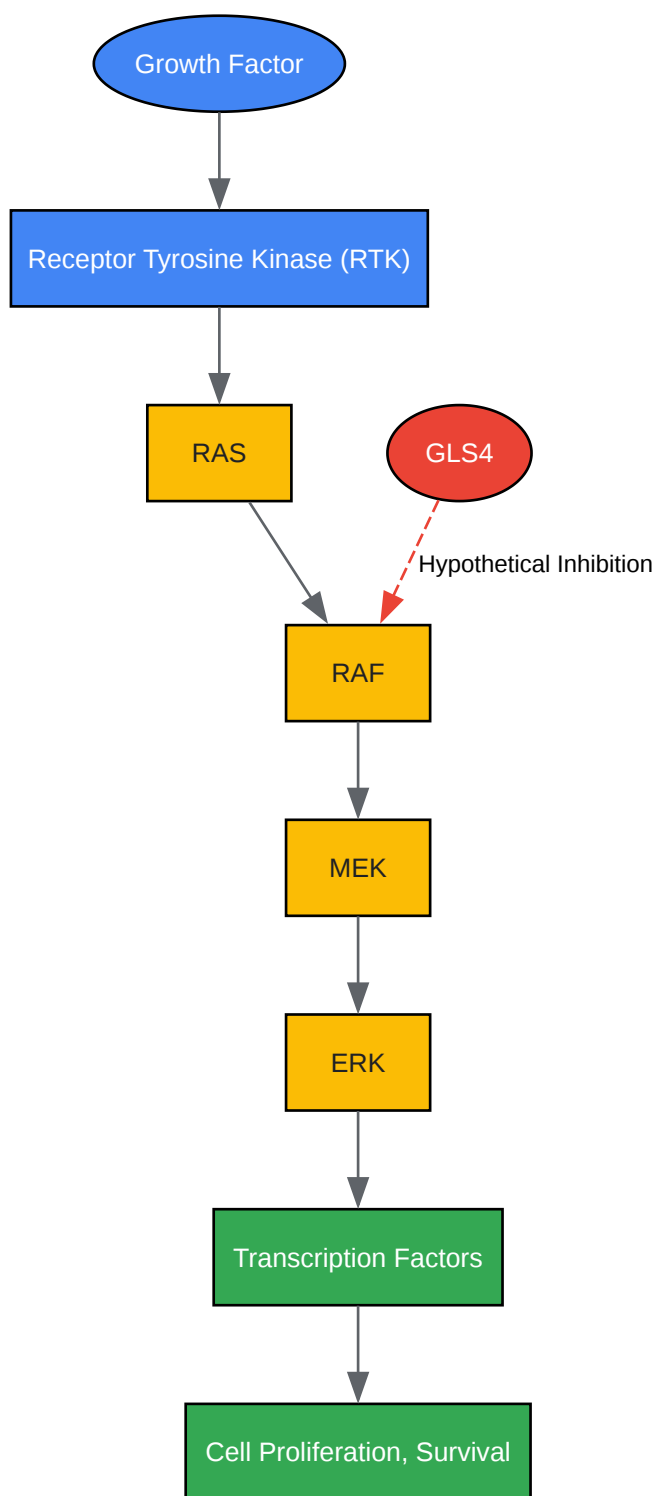 Growth Factor
Receptor Tyrosine Kinase (RTK)
RAS
GLS4
Hypothetical Inhibition
RAF
MEK
ERK
Transcription Factors
Cell Proliferation, Survival